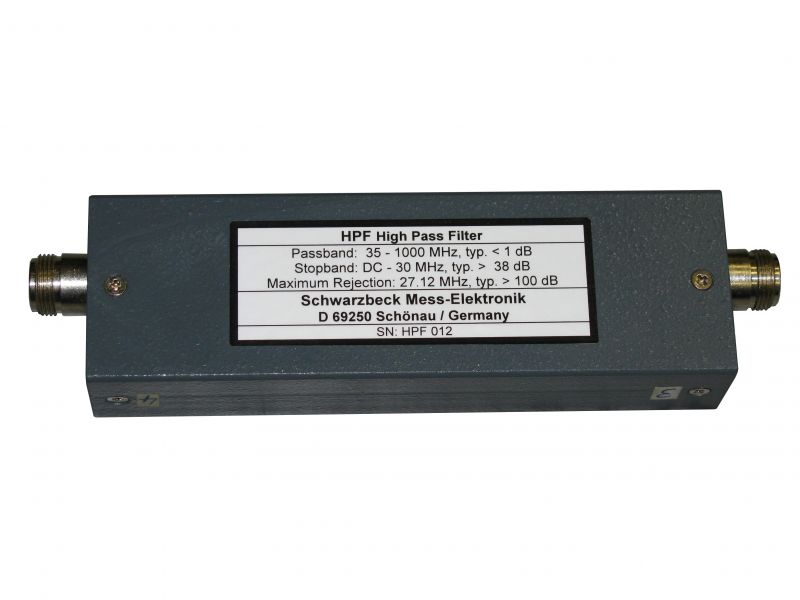 HPF High Pass Filter
Passband: 35 - 1000 MHz, typ. < 1 dB
Stopband: DC - 30 MHz, typ. > 38 dB
Maximum Rejection: 27.12 MHz, typ. > 100 dB
Schwarzbeck Mess-Elektronik
D 69250 Schönau / Germany
SN: HPF 012